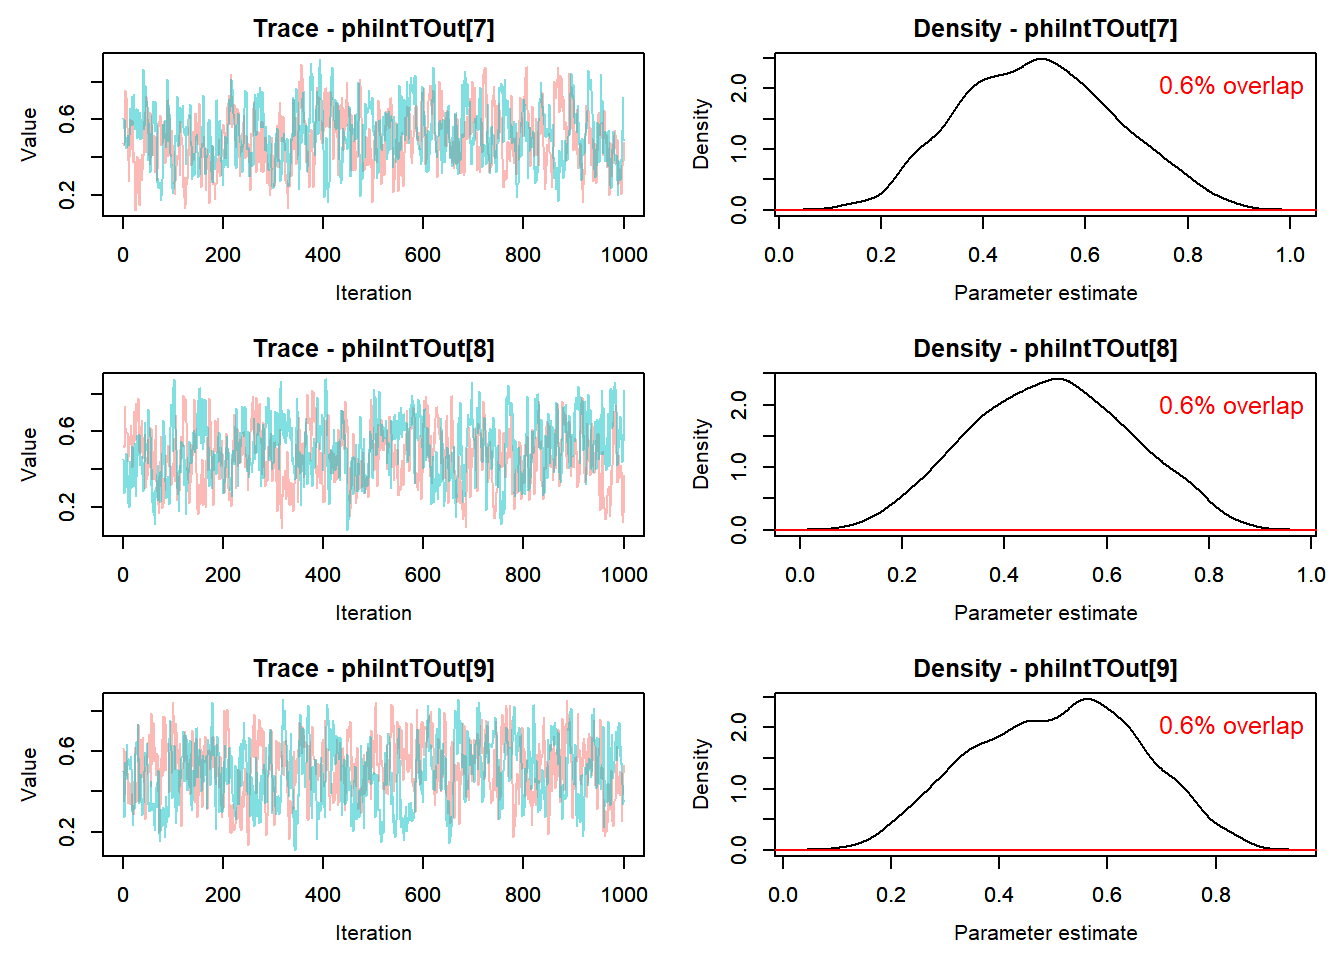 Trace - phiIntTOut[7]
Value
0.2 0.6
0 200 400 600 800 1000
Iteration
Density - phiIntTOut[7]
0.6% overlap
Density
0.0 1.0 2.0
0.0 0.2 0.4 0.6 0.8 1.0
Parameter estimate
Trace - phiIntTOut[8]
Value
0.2 0.6
0 200 400 600 800 1000
Iteration
Density - phiIntTOut[8]
0.6% overlap
Density
0.0 1.0 2.0
0.0 0.2 0.4 0.6 0.8 1.0
Parameter estimate
Trace - phiIntTOut[9]
Value
0.2 0.6
0 200 400 600 800 1000
Iteration
Density - phiIntTOut[9]
0.6% overlap
Density
0.0 1.0 2.0
0.0 0.2 0.4 0.6 0.8
Parameter estimate